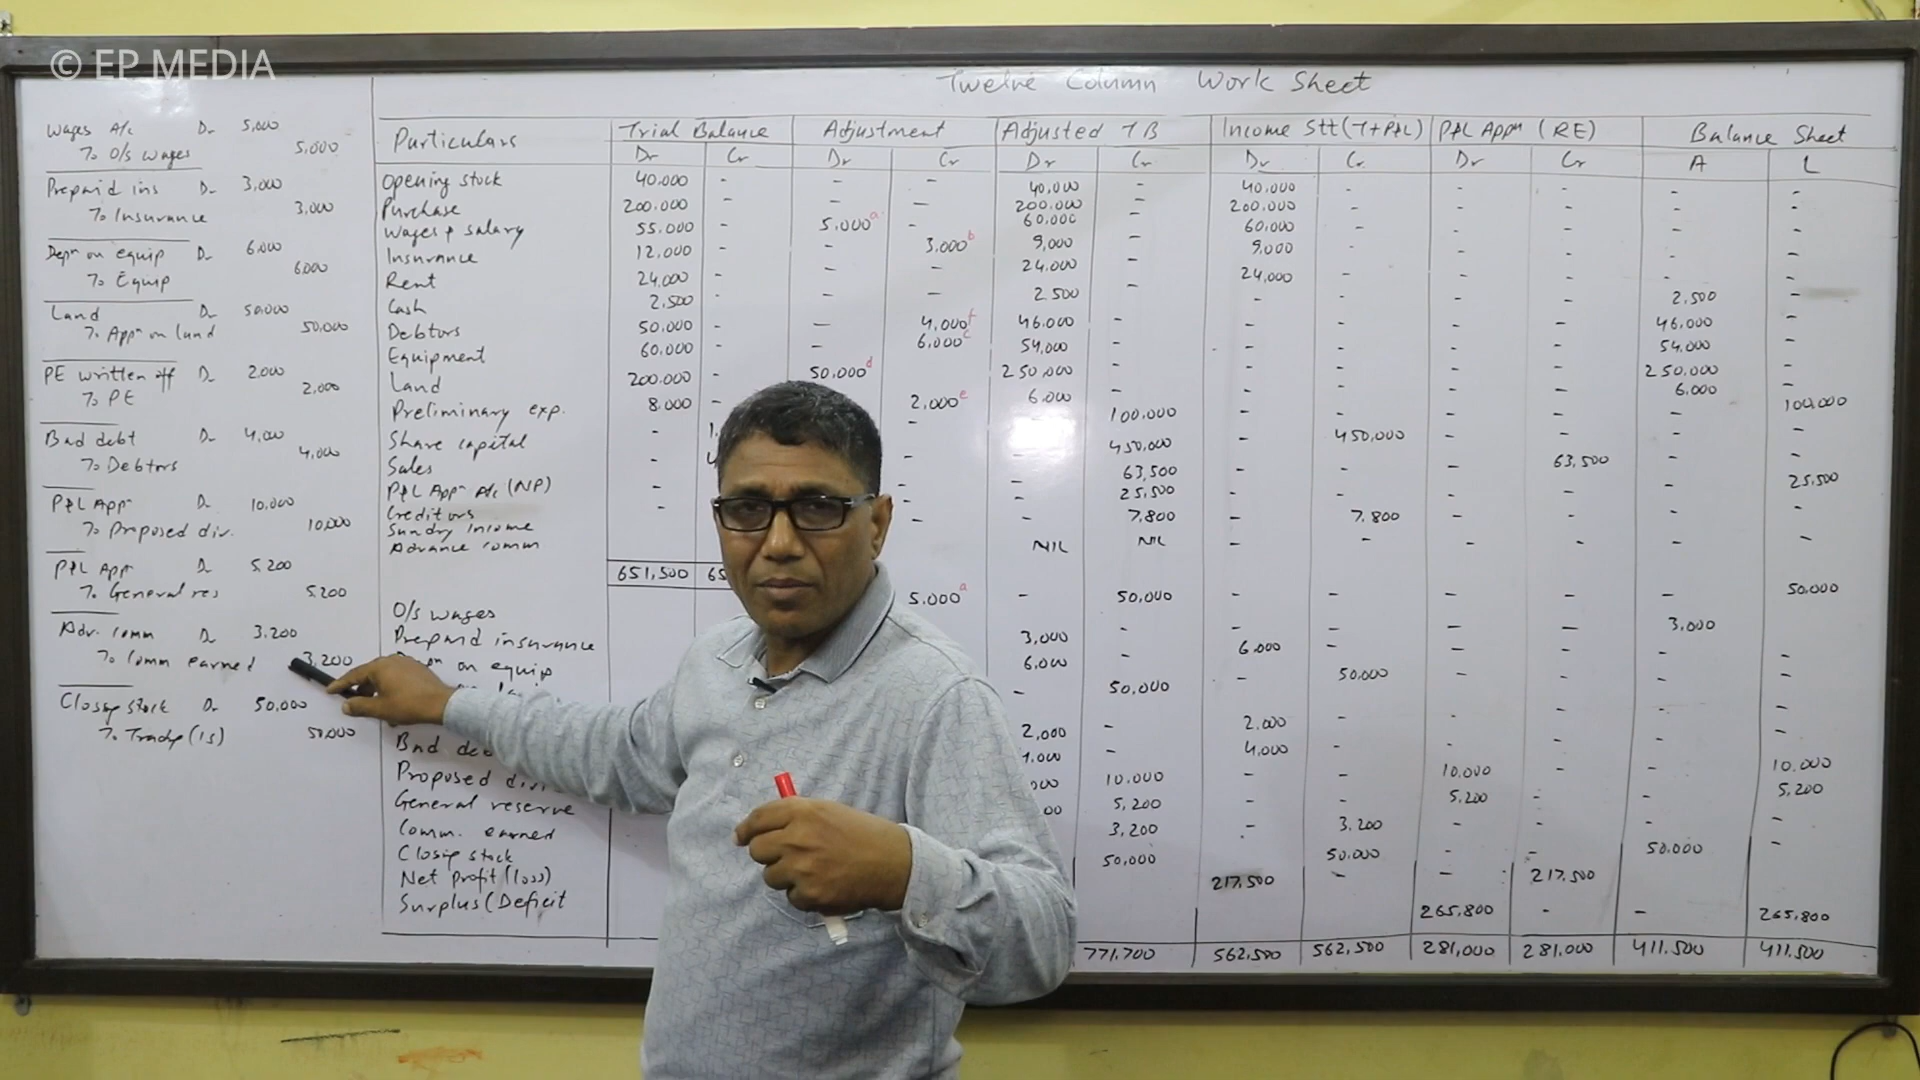 © EP MEDIA
Twelve Column Work Sheet
Wages A/c Dr 5,000
To O/s wages 5,000
Prepaid ins Dr 3,000
To Insurance 3,000
Depn on equip Dr 6,000
To Equip 6,000
Land Dr 50,000
To Appn on land 50,000
PE written off Dr 2,000
To PE 2,000
Bad debt Dr 4,000
To Debtors 4,000
P&L App Dr 10,000
To Proposed div. 10,000
P&L App Dr 5,200
To General res 5,200
Adv. comm Dr 3,200
To Comm earned 3,200
Closing stock Dr 50,000
To Trading (IS) 50,000
Particulars Trial Balance Adjustment Adjusted TB Income Stt (T+P&L) P&L Appn (RE) Balance Sheet
Dr Cr Dr Cr Dr Cr Dr Cr Dr Cr A L
Opening stock 40,000 - - - 40,000 - 40,000 - - - - -
Purchase 200,000 - - - 200,000 - 200,000 - - - - -
Wages & salary 55,000 - 5,000 a - 60,000 - 60,000 - - - - -
Insurance 12,000 - - 3,000 b 9,000 - 9,000 - - - - -
Rent 24,000 - - - 24,000 - 24,000 - - - - -
Cash 2,500 - - - 2,500 - - - - - 2,500 -
Debtors 50,000 - - 4,000 f 46,000 - - - - - 46,000 -
Equipment 60,000 - - 6,000 c 54,000 - - - - - 54,000 -
Land 200,000 - 50,000 d 250,000 - - - - - 250,000 -
Preliminary exp. 8,000 - 2,000 e 6,000 - - - - 6,000 -
Share capital - - 100,000 - - - - - 100,000
Sales - - 450,000 - 450,000 - - - -
P&L Appn A/c (NP) - - - 63,500 - - - 63,500 - -
Creditors - - 25,500 - - - - - 25,500
Sundry Income - - 7,800 - 7,800 - - - -
Advance comm NIL NIL - - - - - -
651,500 65
O/s wages 5,000 a - 50,000 - - - - - 50,000
Prepaid insurance 3,000 - - - - - 3,000 -
on equip 6,000 - 6,000 - - - - -
- 50,000 - 50,000 - - - -
2,000 - 2,000 - - - - -
Bad de 4,000 - - - - -
Proposed di 10,000 - - 10,000 - - 10,000
General reserve 5,200 - - 5,200 - - 5,200
Comm. earned 3,200 - 3,200 - - - -
Closing stock 50,000 50,000 - - 50,000 -
Net Profit (loss) 217,500 - - 217,500
Surplus (Deficit 265,800 - - 265,800
771,700 562,500 562,500 281,000 281,000 411,500 411,500